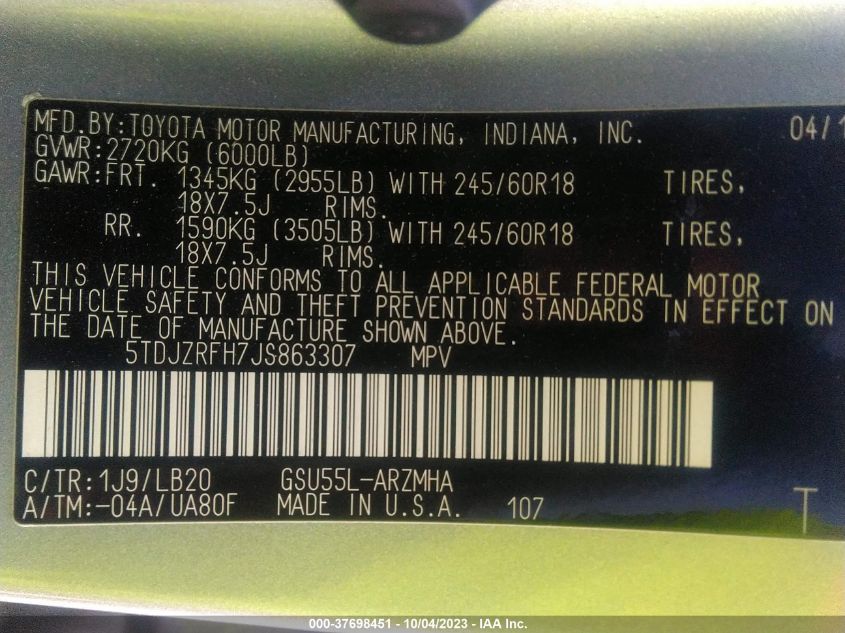 MFD.BY:TOYOTA MOTOR MANUFACTURING, INDIANA, INC. 04/1
GVWR:2720KG (6000LB)
GAWR:FRT. 1345KG (2955LB) WITH 245/60R18 TIRES,
18X7.5J RIMS.
RR. 1590KG (3505LB) WITH 245/60R18 TIRES,
18X7.5J RIMS.
THIS VEHICLE CONFORMS TO ALL APPLICABLE FEDERAL MOTOR
VEHICLE SAFETY AND THEFT PREVENTION STANDARDS IN EFFECT ON
THE DATE OF MANUFACTURE SHOWN ABOVE.
5TDJZRFH7JS863307 MPV
C/TR:1J9/LB20 GSU55L-ARZMHA
A/TM:-04A/UA80F MADE IN U.S.A. 107 T
000-37698451 - 10/04/2023 - IAA Inc.